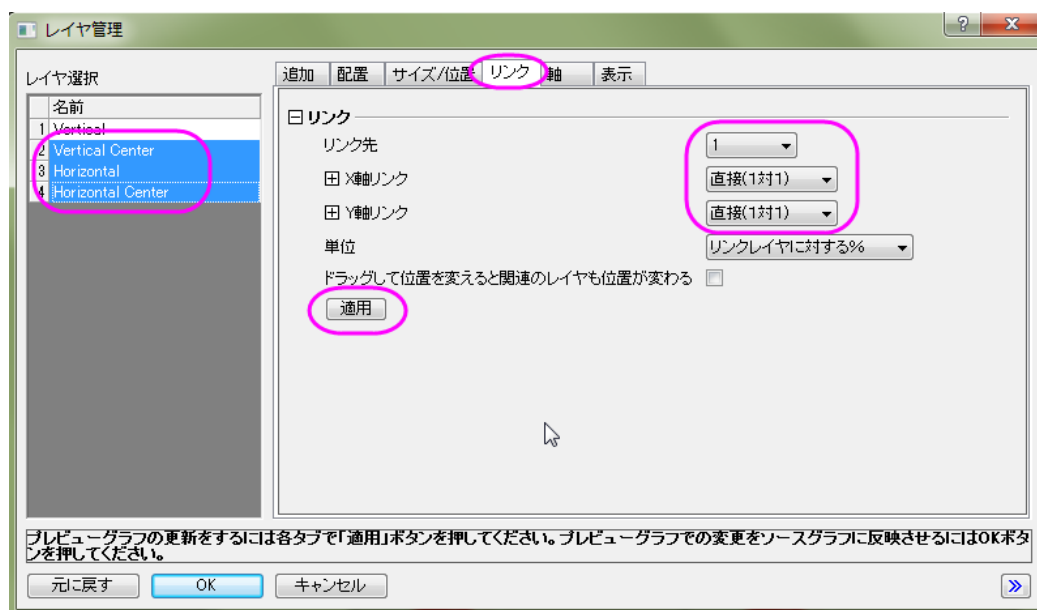 レイヤ管理
レイヤ選択
追加 配置 サイズ/位置 リンク 軸 表示
名前
1 Vertical
2 Vertical Center
3 Horizontal
4 Horizontal Center
リンク
リンク先 1
X軸リンク 直接(1対1)
Y軸リンク 直接(1対1)
単位 リンクレイヤに対する%
ドラッグして位置を変えると関連のレイヤも位置が変わる
適用
プレビューグラフの更新をするには各タブで「適用」ボタンを押してください。プレビューグラフでの変更をソースグラフに反映させるにはOKボタ
ンを押してください。
元に戻す OK キャンセル